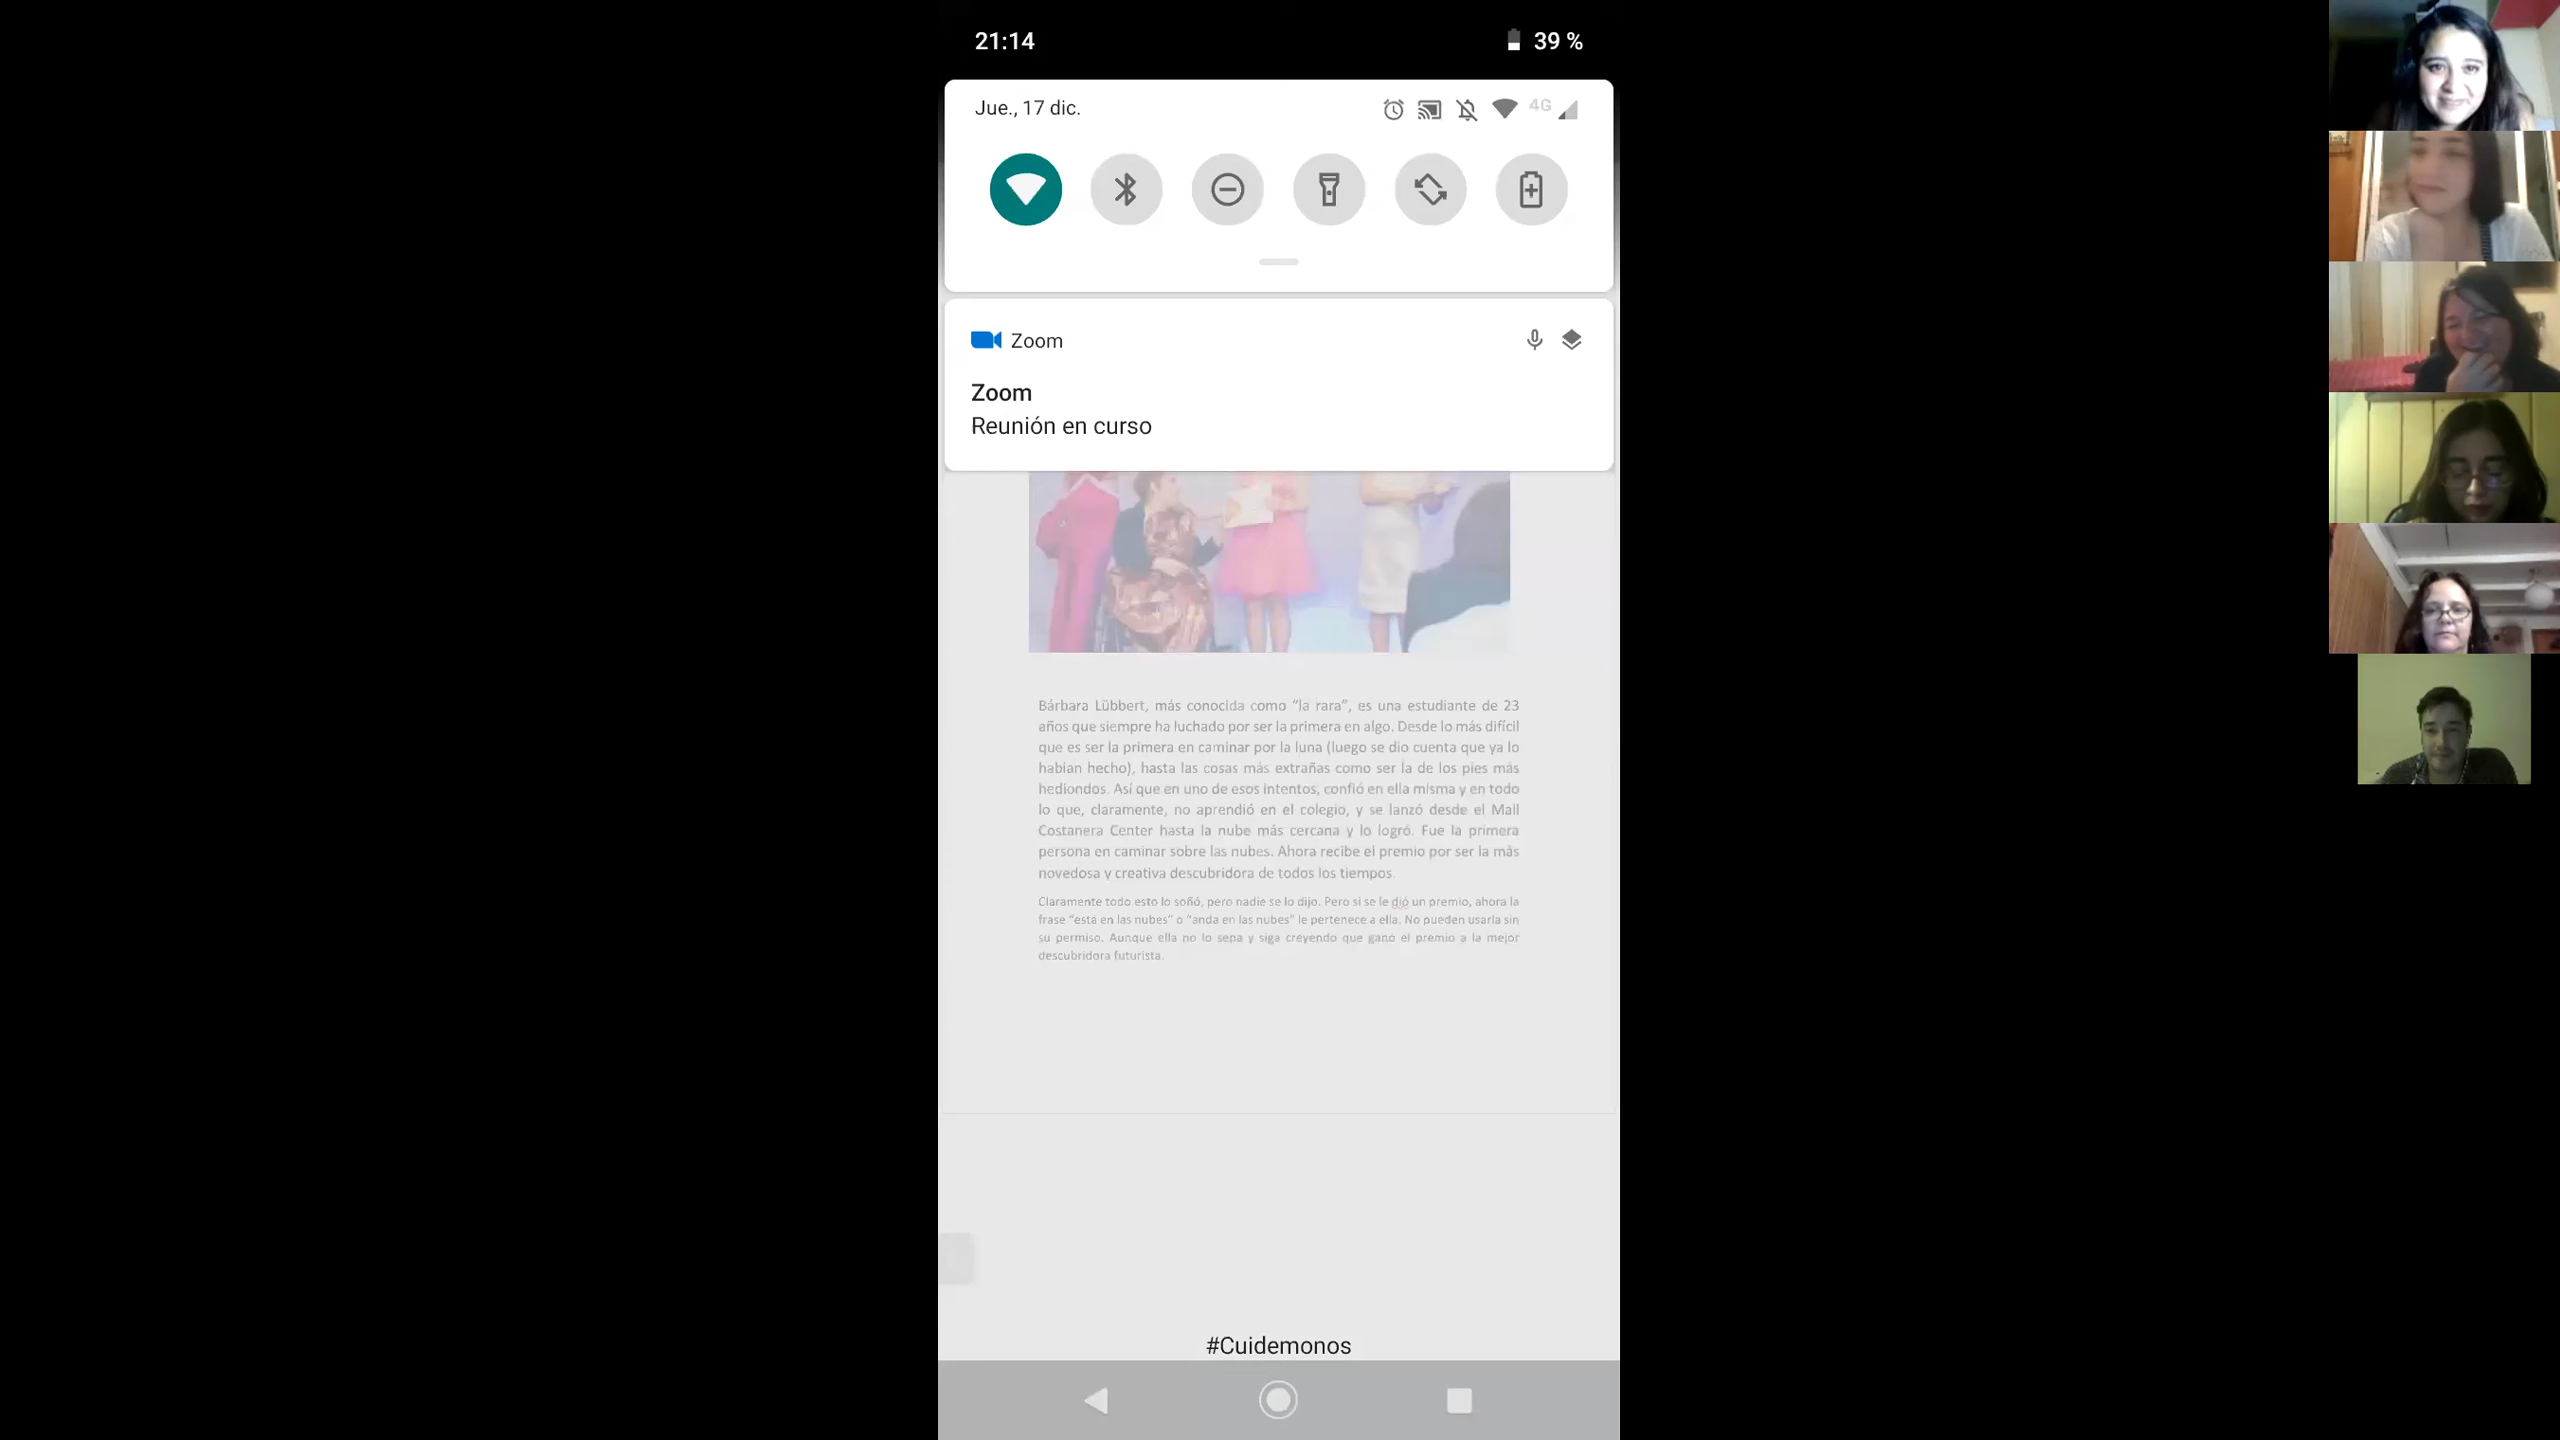 21:14
39 %
Jue., 17 dic.
4G
Zoom
Zoom
Reunión en curso
Bárbara Lübbert, más conocida como “la rara”, es una estudiante de 23
años que siempre ha luchado por ser la primera en algo. Desde lo más difícil
que es ser la primera en caminar por la luna (luego se dio cuenta que ya lo
habian hecho), hasta las cosas más extrañas como ser la de los pies más
hediondos. Así que en uno de esos intentos, confió en ella misma y en todo
lo que, claramente, no aprendió en el colegio, y se lanzó desde el Mall
Costanera Center hasta la nube más cercana y lo logró. Fue la primera
persona en caminar sobre las nubes. Ahora recibe el premio por ser la más
novedosa y creativa descubridora de todos los tiempos.
Claramente todo esto lo soñó, pero nadie se lo dijo. Pero si se le dió un premio, ahora la
frase “está en las nubes” o “anda en las nubes” le pertenece a ella. No pueden usarla sin
su permiso. Aunque ella no lo sepa y siga creyendo que ganó el premio a la mejor
descubridora futurista.
#Cuidemonos